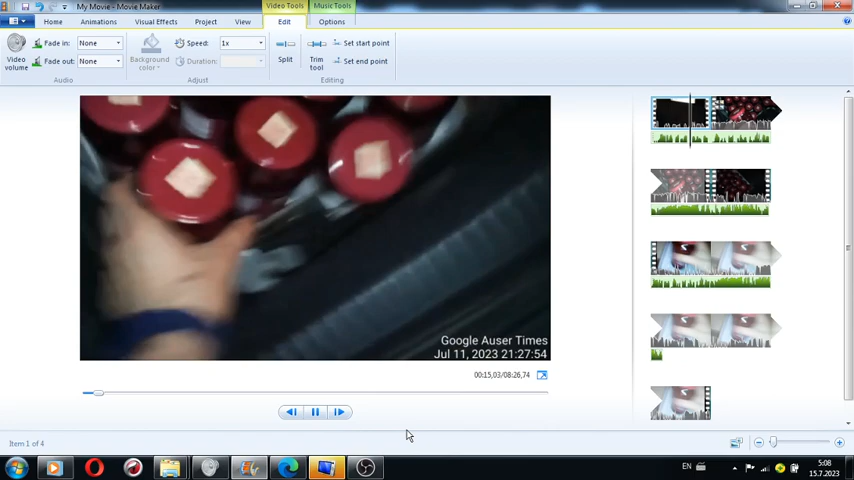 My Movie - Movie Maker
Video Tools
Music Tools
Home
Animations
Visual Effects
Project
View
Edit
Options
Video volume
Fade in:
None
Fade out:
None
Audio
Background color
Speed:
1x
Duration:
Adjust
Split
Trim tool
Set start point
Set end point
Editing
Google Auser Times
Jul 11, 2023 21:27:54
00:15,03/08:26,74
Item 1 of 4
EN
5:08
15.7.2023